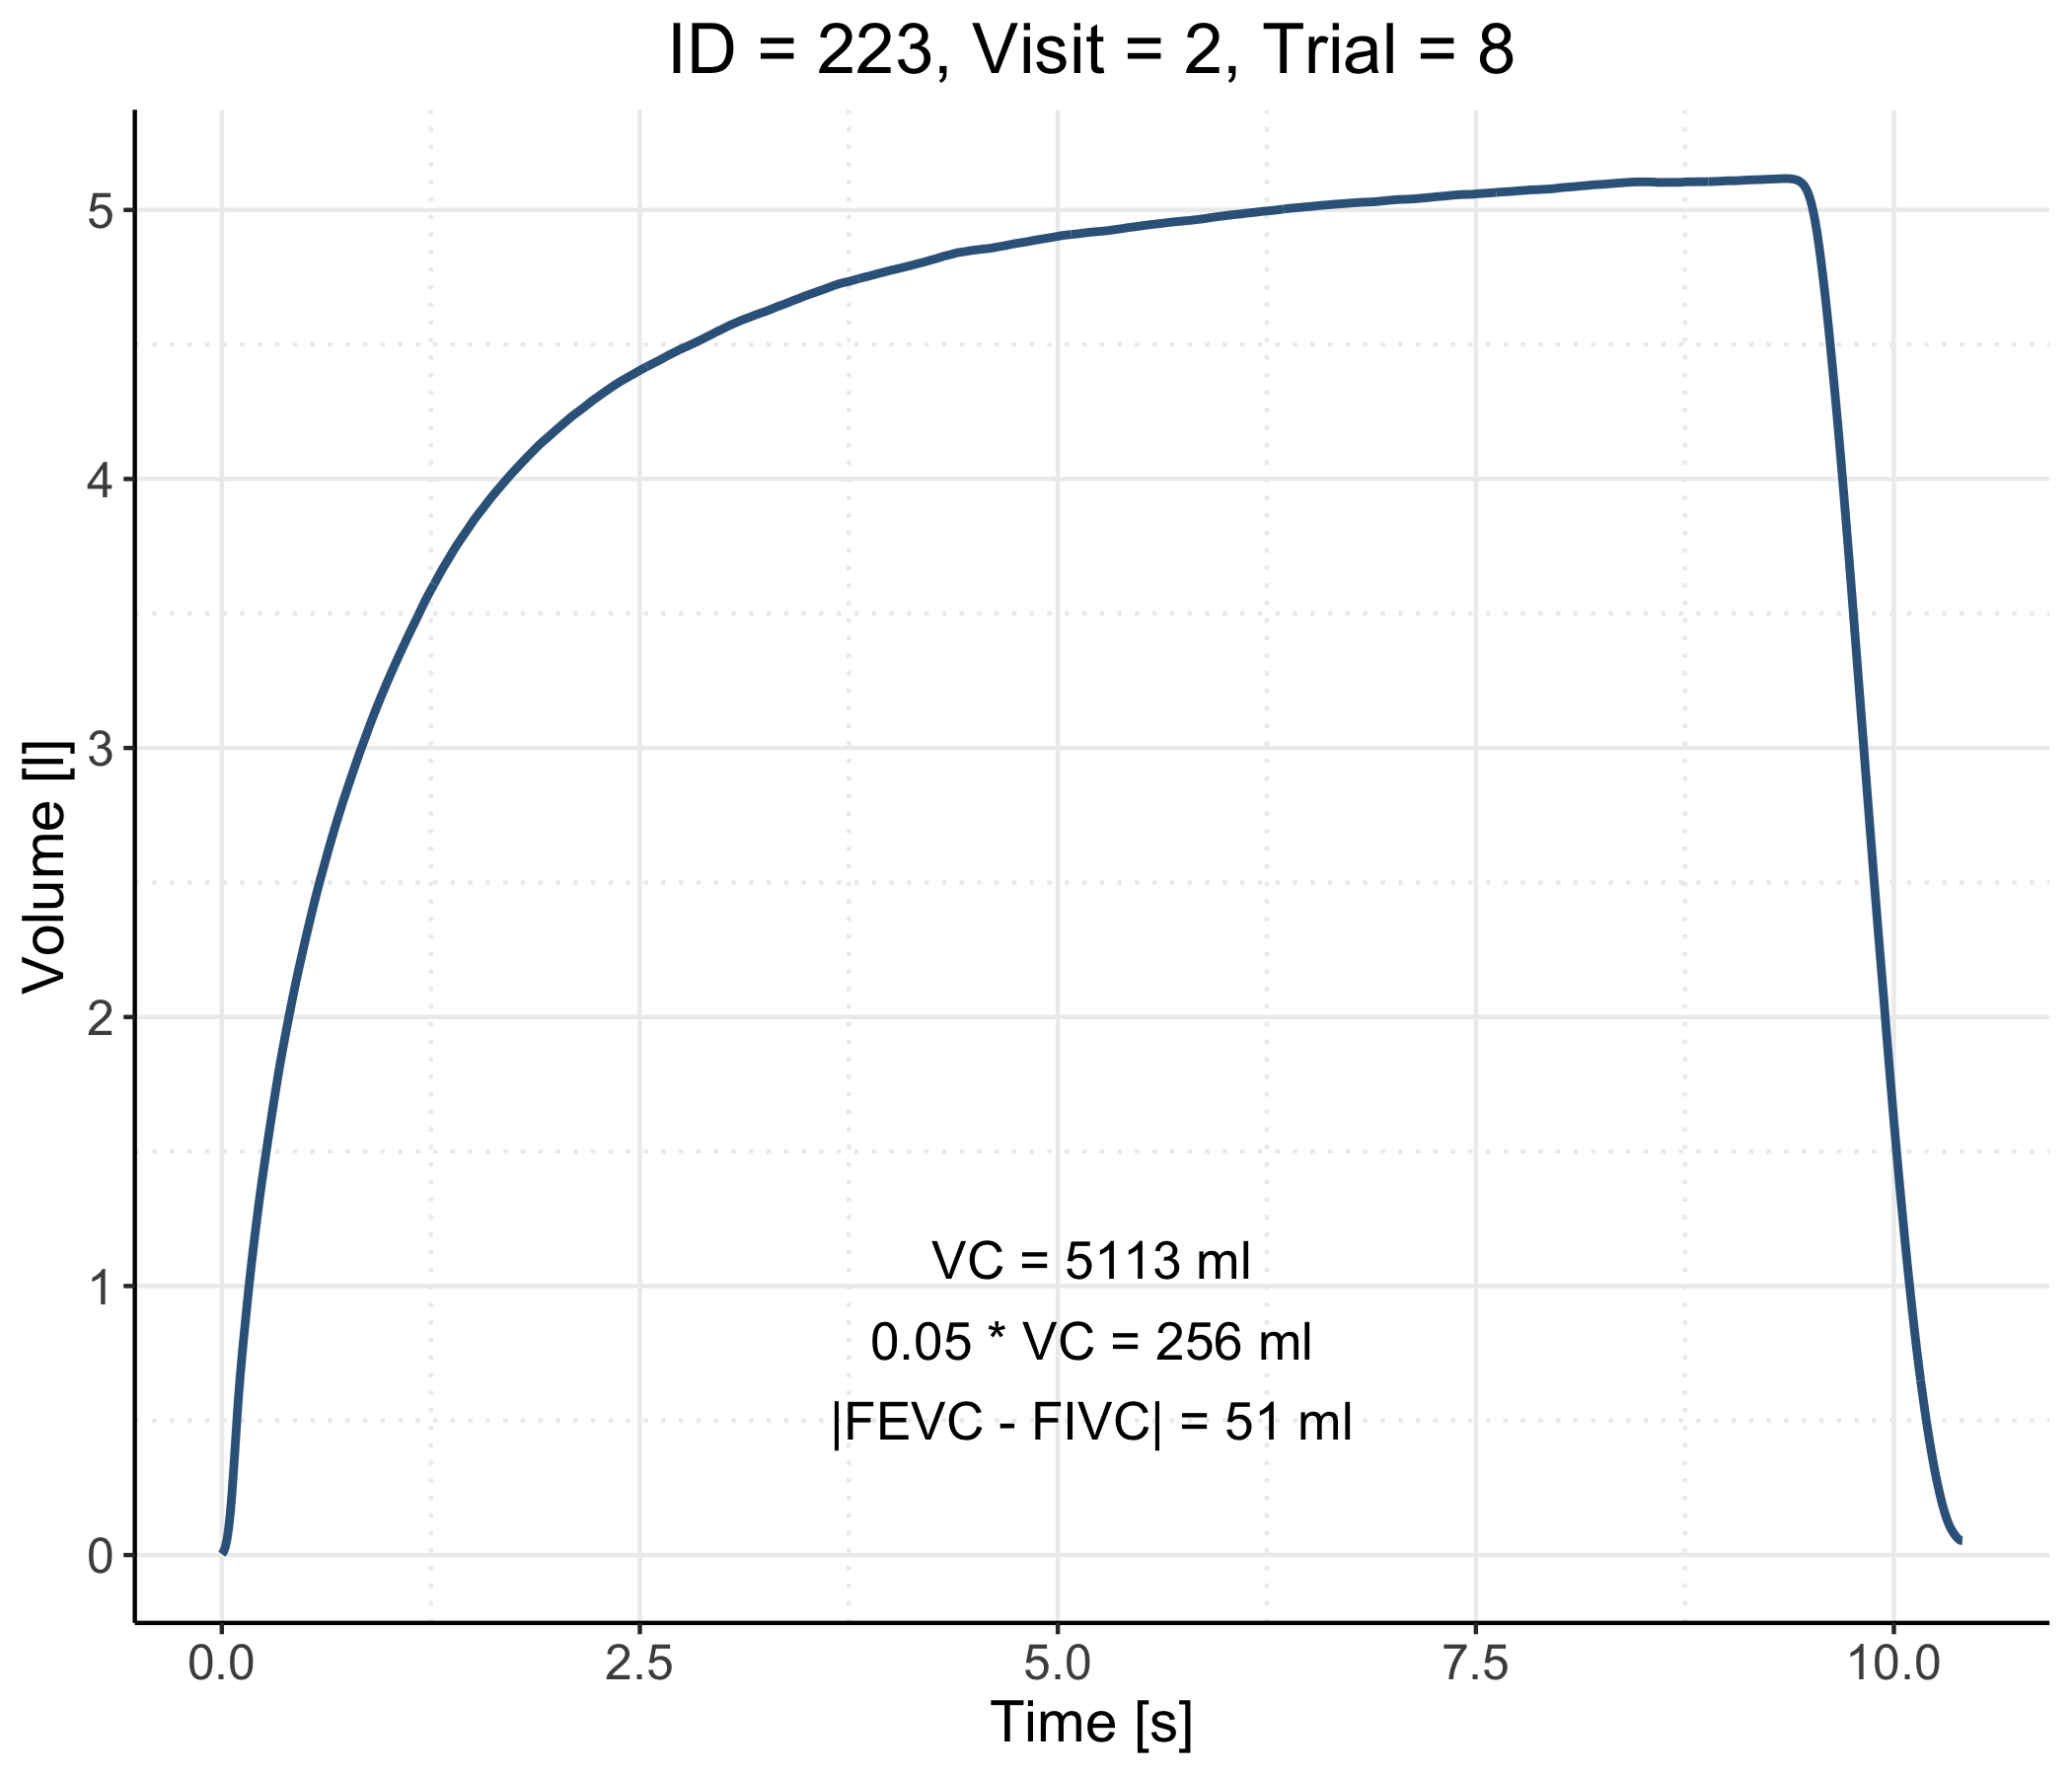 ID = 223, Visit = 2, Trial = 8
5
4
3
2
1
0
Volume [l]
VC = 5113 ml
0.05 * VC = 256 ml
|FEVC - FIVC| = 51 ml
0.0 2.5 5.0 7.5 10.0
Time [s]